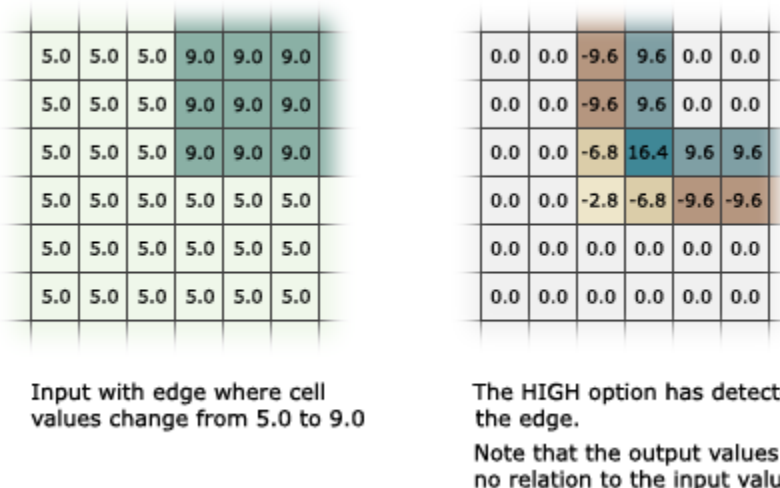 5.0 5.0 5.0 9.0 9.0 9.0
5.0 5.0 5.0 9.0 9.0 9.0
5.0 5.0 5.0 9.0 9.0 9.0
5.0 5.0 5.0 5.0 5.0 5.0
5.0 5.0 5.0 5.0 5.0 5.0
5.0 5.0 5.0 5.0 5.0 5.0
Input with edge where cell
values change from 5.0 to 9.0
0.0 0.0 -9.6 9.6 0.0 0.0
0.0 0.0 -9.6 9.6 0.0 0.0
0.0 0.0 -6.8 16.4 9.6 9.6
0.0 0.0 -2.8 -6.8 -9.6 -9.6
0.0 0.0 0.0 0.0 0.0 0.0
0.0 0.0 0.0 0.0 0.0 0.0
The HIGH option has detect
the edge.
Note that the output values
no relation to the input valu